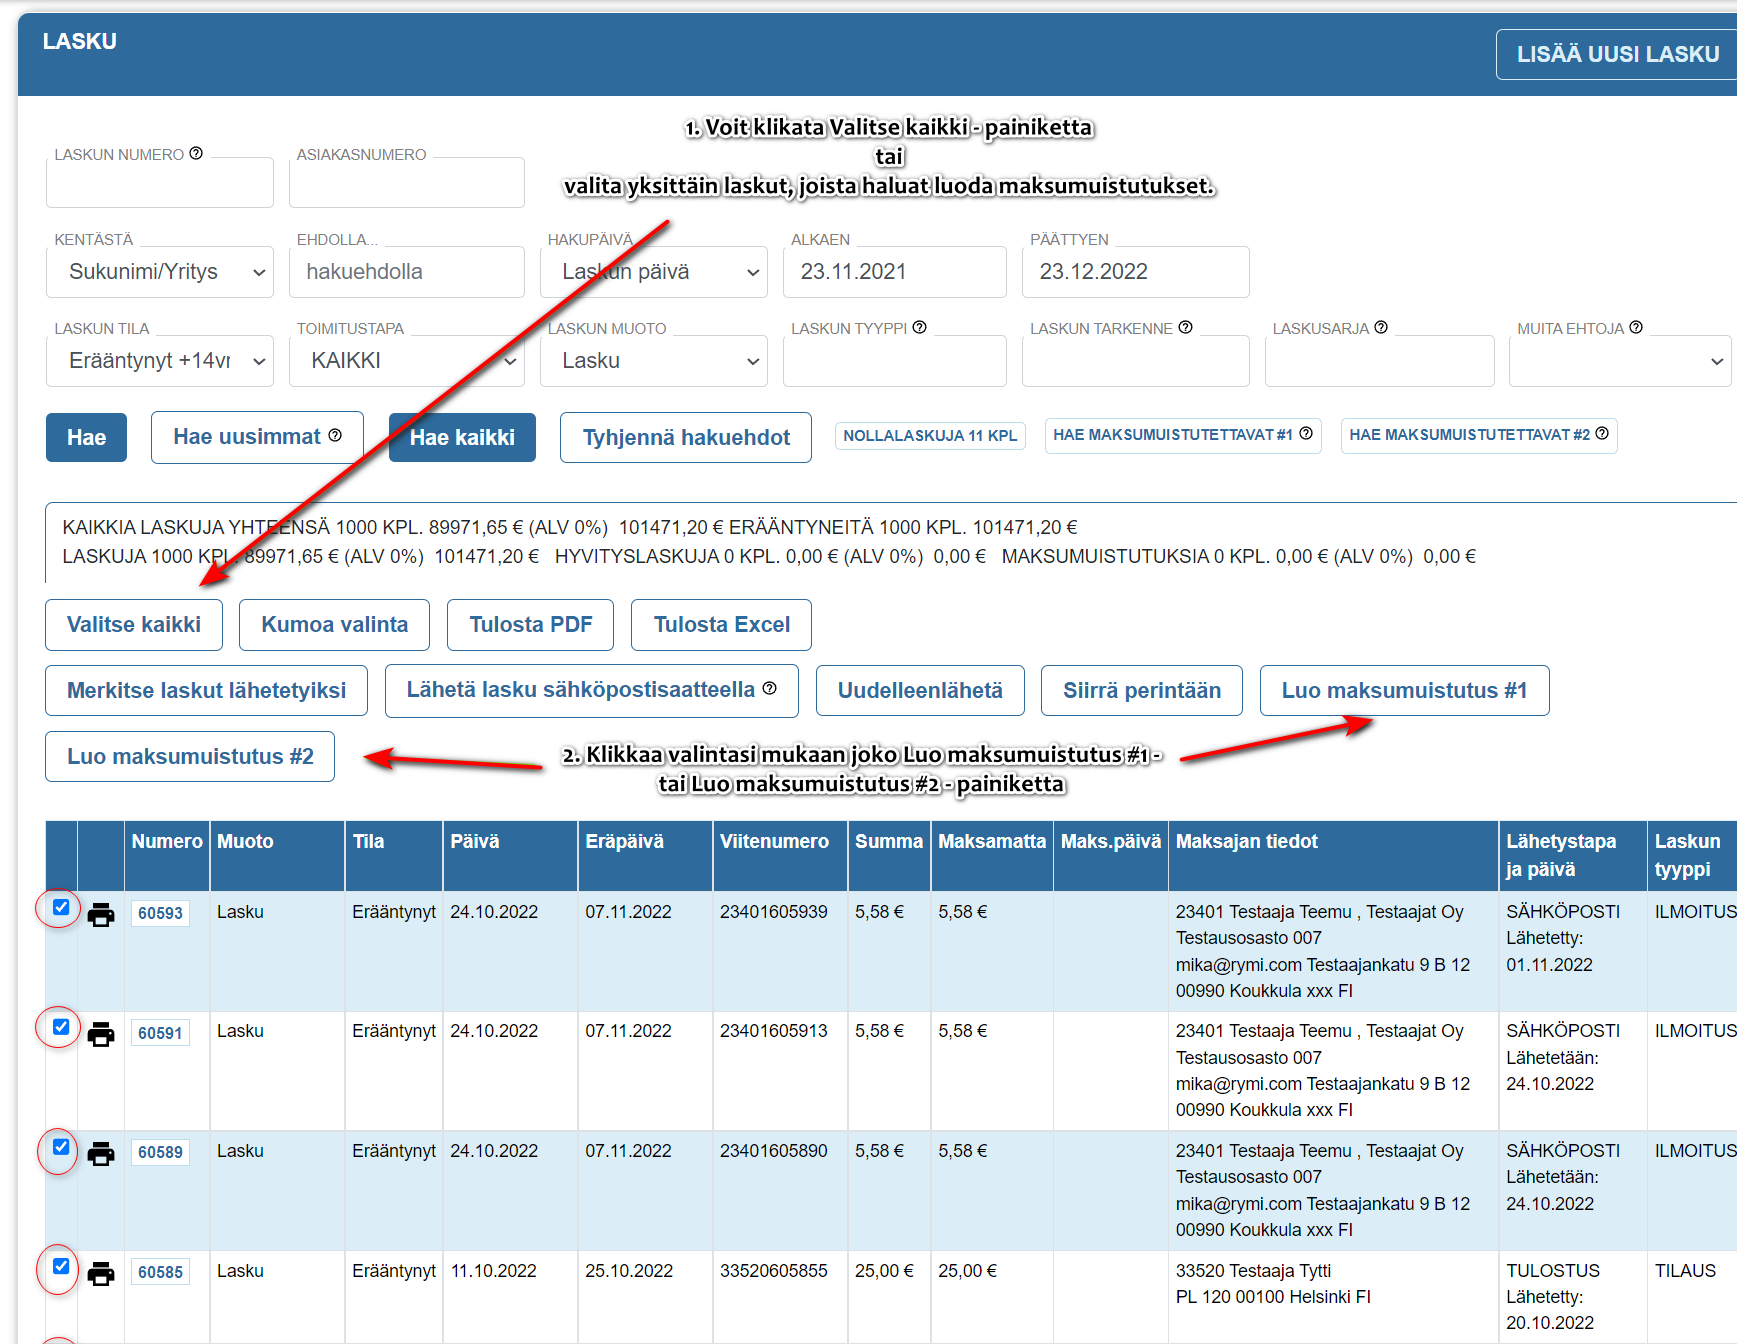 LASKU
LISÄÄ UUSI LASKU
1. Voit klikata Valitse kaikki - painiketta
tai
valita yksittäin laskut, joista haluat luoda maksumuistutukset.
LASKUN NUMERO ASIAKASNUMERO
KENTÄSTÄ EHDOLLA... HAKUPÄIVÄ ALKAEN PÄÄTTYEN
Sukunimi/Yritys hakuehdolla Laskun päivä 23.11.2021 23.12.2022
LASKUN TILA TOIMITUSTAPA LASKUN MUOTO LASKUN TYYPPI LASKUN TARKENNE LASKUSARJA MUITA EHTOJA
Erääntynyt +14vr KAIKKI Lasku
Hae Hae uusimmat Hae kaikki Tyhjennä hakuehdot NOLLALASKUJA 11 KPL HAE MAKSUMUISTUTETTAVAT #1 HAE MAKSUMUISTUTETTAVAT #2
KAIKKIA LASKUJA YHTEENSÄ 1000 KPL. 89971,65 € (ALV 0%) 101471,20 € ERÄÄNTYNEITÄ 1000 KPL. 101471,20 €
LASKUJA 1000 KPL. 89971,65 € (ALV 0%) 101471,20 € HYVITYSLASKUJA 0 KPL. 0,00 € (ALV 0%) 0,00 € MAKSUMUISTUTUKSIA 0 KPL. 0,00 € (ALV 0%) 0,00 €
Valitse kaikki Kumoa valinta Tulosta PDF Tulosta Excel
Merkitse laskut lähetetyiksi Lähetä lasku sähköpostisaatteella Uudelleenlähetä Siirrä perintään Luo maksumuistutus #1
Luo maksumuistutus #2
2. Klikkaa valintasi mukaan joko Luo maksumuistutus #1 -
tai Luo maksumuistutus #2 - painiketta
Numero Muoto Tila Päivä Eräpäivä Viitenumero Summa Maksamatta Maks.päivä Maksajan tiedot Lähetystapa Laskun
ja päivä tyyppi
60593 Lasku Erääntynyt 24.10.2022 07.11.2022 23401605939 5,58 € 5,58 € 23401 Testaaja Teemu , Testaajat Oy SÄHKÖPOSTI ILMOITUS
Testausosasto 007 Lähetetty:
mika@rymi.com Testaajankatu 9 B 12 01.11.2022
00990 Koukkula xxx FI
60591 Lasku Erääntynyt 24.10.2022 07.11.2022 23401605913 5,58 € 5,58 € 23401 Testaaja Teemu , Testaajat Oy SÄHKÖPOSTI ILMOITUS
Testausosasto 007 Lähetetään:
mika@rymi.com Testaajankatu 9 B 12 24.10.2022
00990 Koukkula xxx FI
60589 Lasku Erääntynyt 24.10.2022 07.11.2022 23401605890 5,58 € 5,58 € 23401 Testaaja Teemu , Testaajat Oy SÄHKÖPOSTI ILMOITUS
Testausosasto 007 Lähetetään:
mika@rymi.com Testaajankatu 9 B 12 24.10.2022
00990 Koukkula xxx FI
60585 Lasku Erääntynyt 11.10.2022 25.10.2022 33520605855 25,00 € 25,00 € 33520 Testaaja Tytti TULOSTUS TILAUS
PL 120 00100 Helsinki FI Lähetetty:
20.10.2022